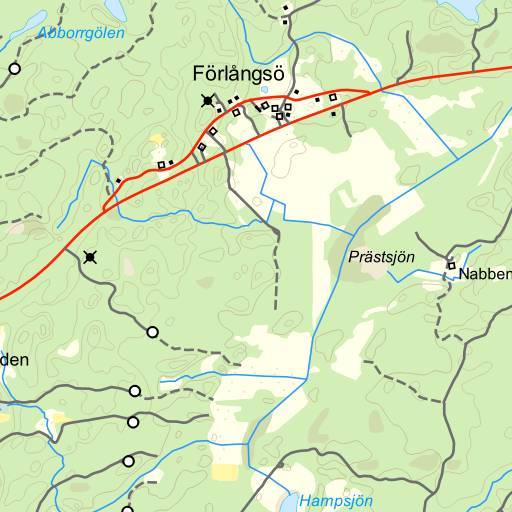 Abborrgölen
Förlångsö
Prästsjön
Nabben
den
Hampsjön